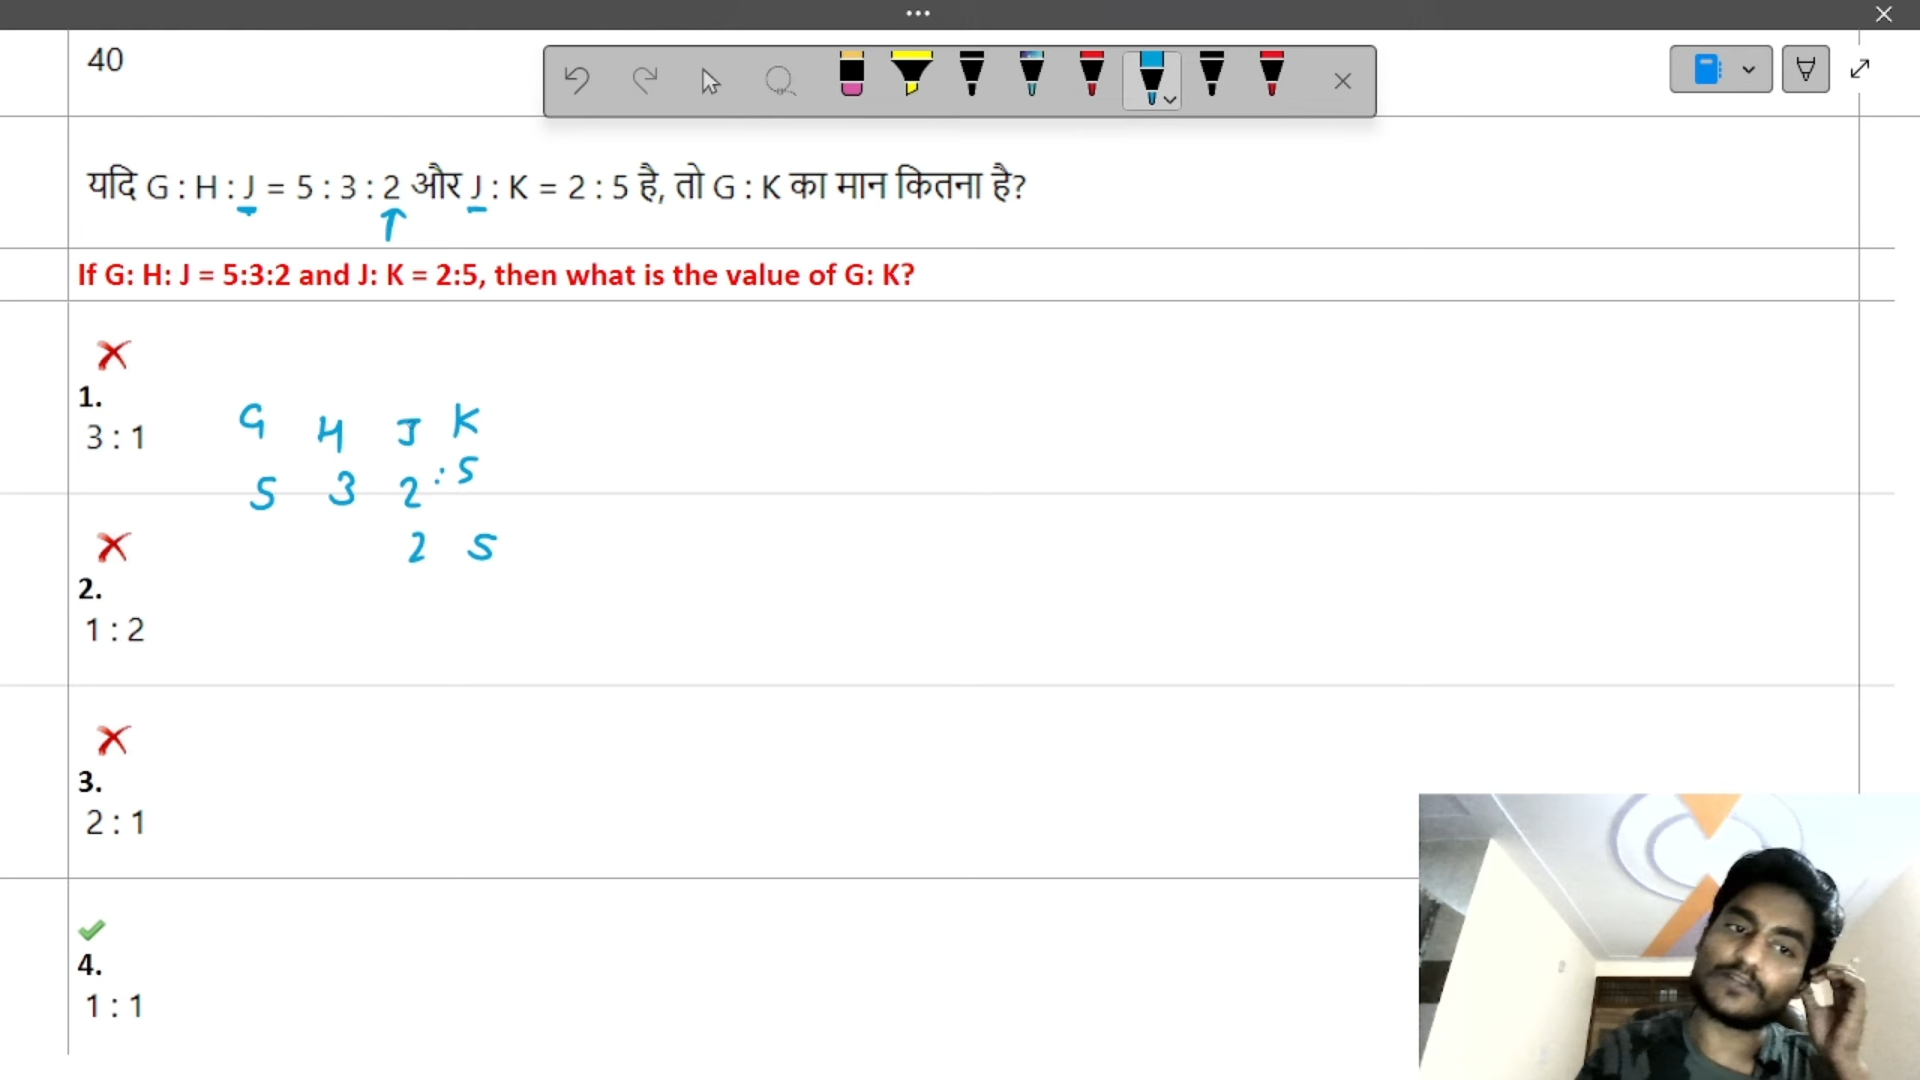 40
यदि G : H : J = 5 : 3 : 2 और J : K = 2 : 5 है, तो G : K का मान कितना है?
If G: H: J = 5:3:2 and J: K = 2:5, then what is the value of G: K?
1.
3 : 1
G H J K
5 3 2 : 5
2 5
2.
1 : 2
3.
2 : 1
4.
1 : 1